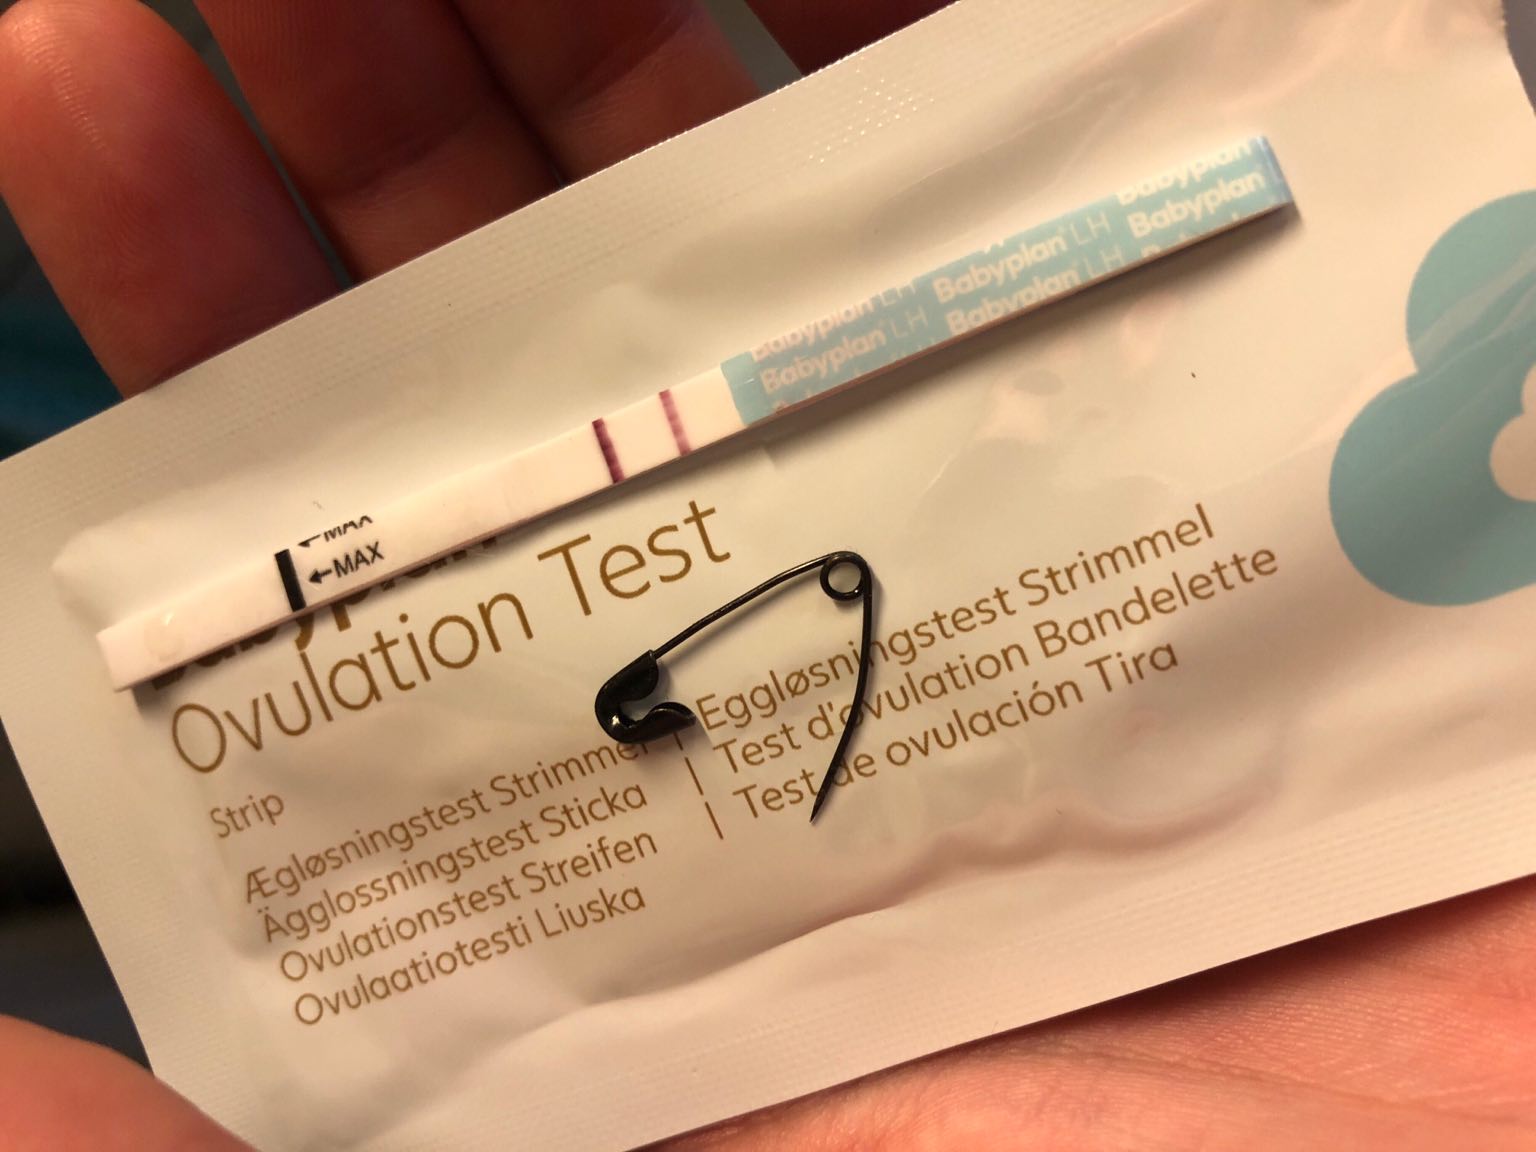 Babyplan
Babyplan
Babyplan LH
Babyplan LH
Babyplan LH
Babyplan LH
MAX
←MAX
Ovulation Test
Strip
Ægløsningstest Strimmel | Eggløsningstest Strimmel
Ägglossningstest Sticka | Test d'ovulation Bandelette
Ovulationstest Streifen | Test de ovulación Tira
Ovulaatiotesti Liuska